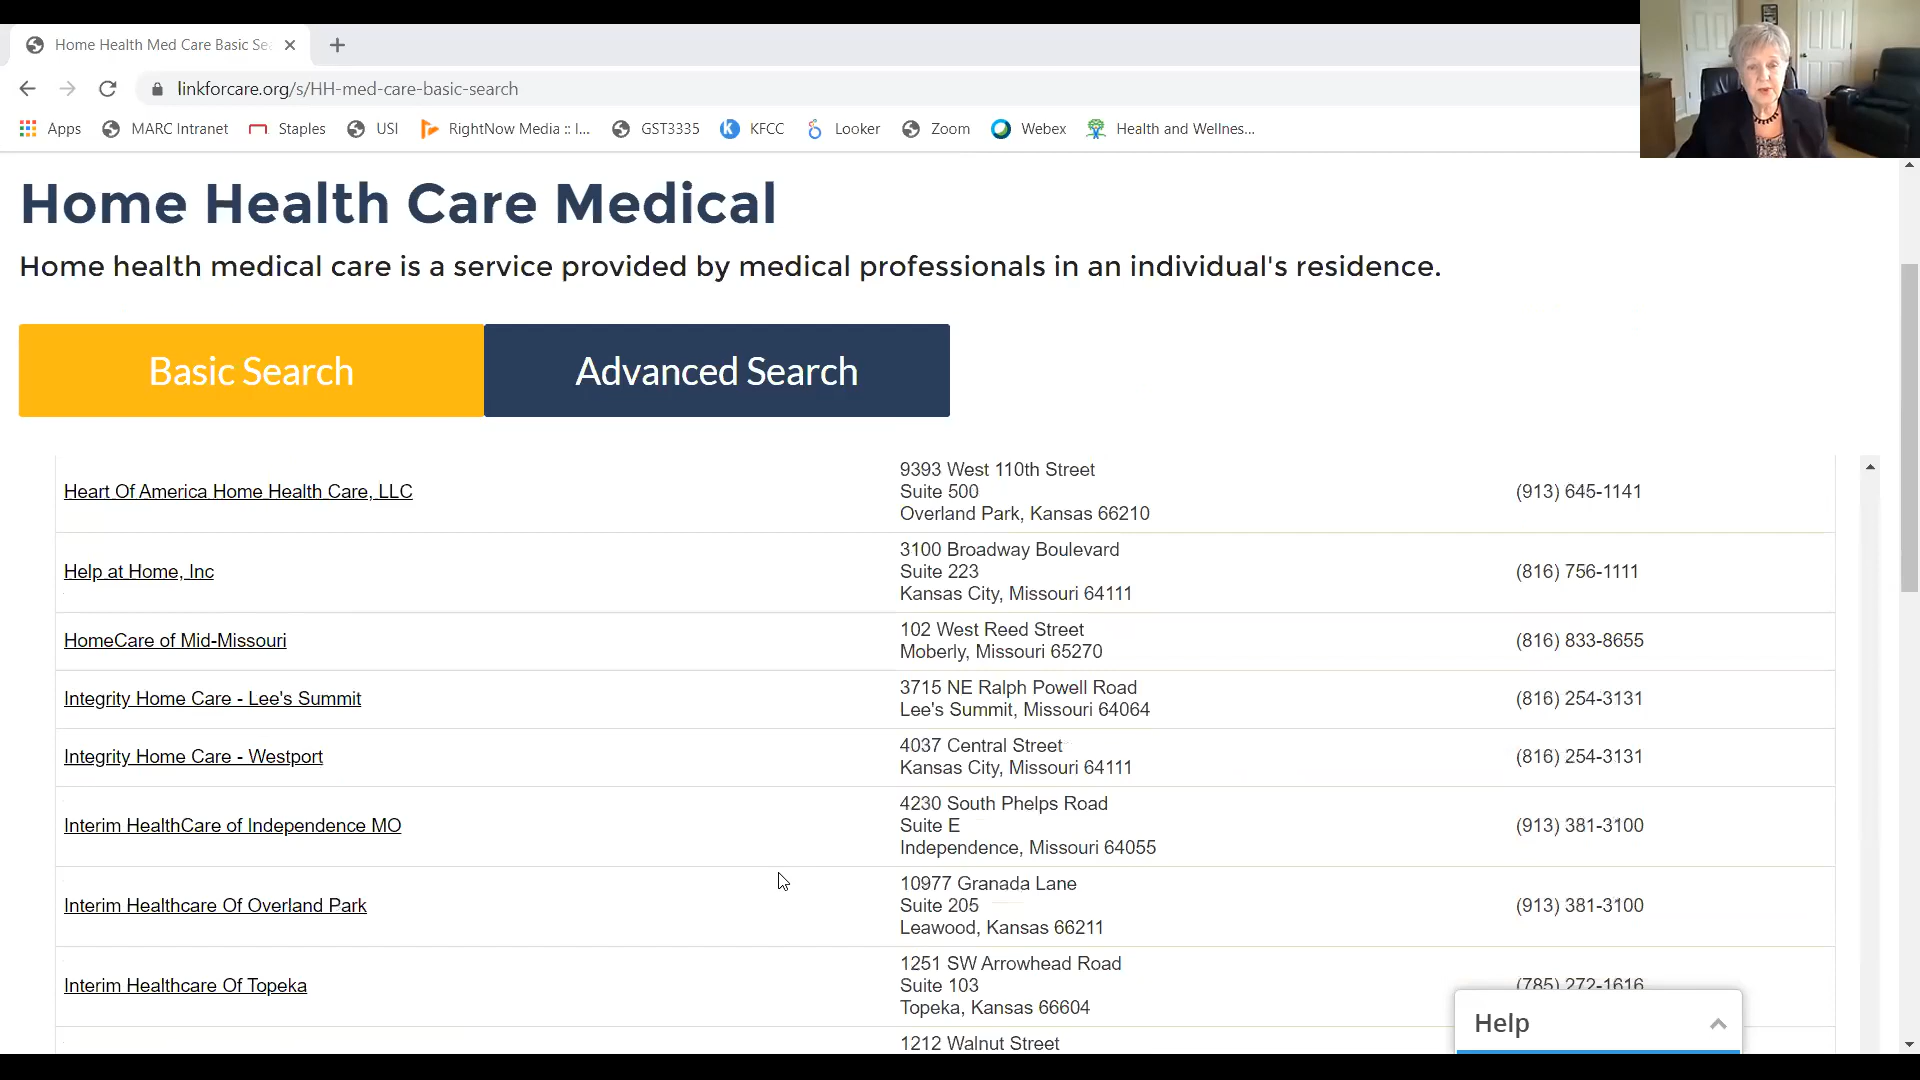 Home Health Med Care Basic Se
linkforcare.org/s/HH-med-care-basic-search
Apps MARC Intranet Staples USI RightNow Media :: I... GST3335 KFCC Looker Zoom Webex Health and Wellnes...
Home Health Care Medical
Home health medical care is a service provided by medical professionals in an individual's residence.
Basic Search Advanced Search
Heart Of America Home Health Care, LLC
9393 West 110th Street
Suite 500
Overland Park, Kansas 66210
(913) 645-1141
Help at Home, Inc
3100 Broadway Boulevard
Suite 223
Kansas City, Missouri 64111
(816) 756-1111
HomeCare of Mid-Missouri
102 West Reed Street
Moberly, Missouri 65270
(816) 833-8655
Integrity Home Care - Lee's Summit
3715 NE Ralph Powell Road
Lee's Summit, Missouri 64064
(816) 254-3131
Integrity Home Care - Westport
4037 Central Street
Kansas City, Missouri 64111
(816) 254-3131
Interim HealthCare of Independence MO
4230 South Phelps Road
Suite E
Independence, Missouri 64055
(913) 381-3100
Interim Healthcare Of Overland Park
10977 Granada Lane
Suite 205
Leawood, Kansas 66211
(913) 381-3100
Interim Healthcare Of Topeka
1251 SW Arrowhead Road
Suite 103
Topeka, Kansas 66604
(785) 272-1616
1212 Walnut Street
Help